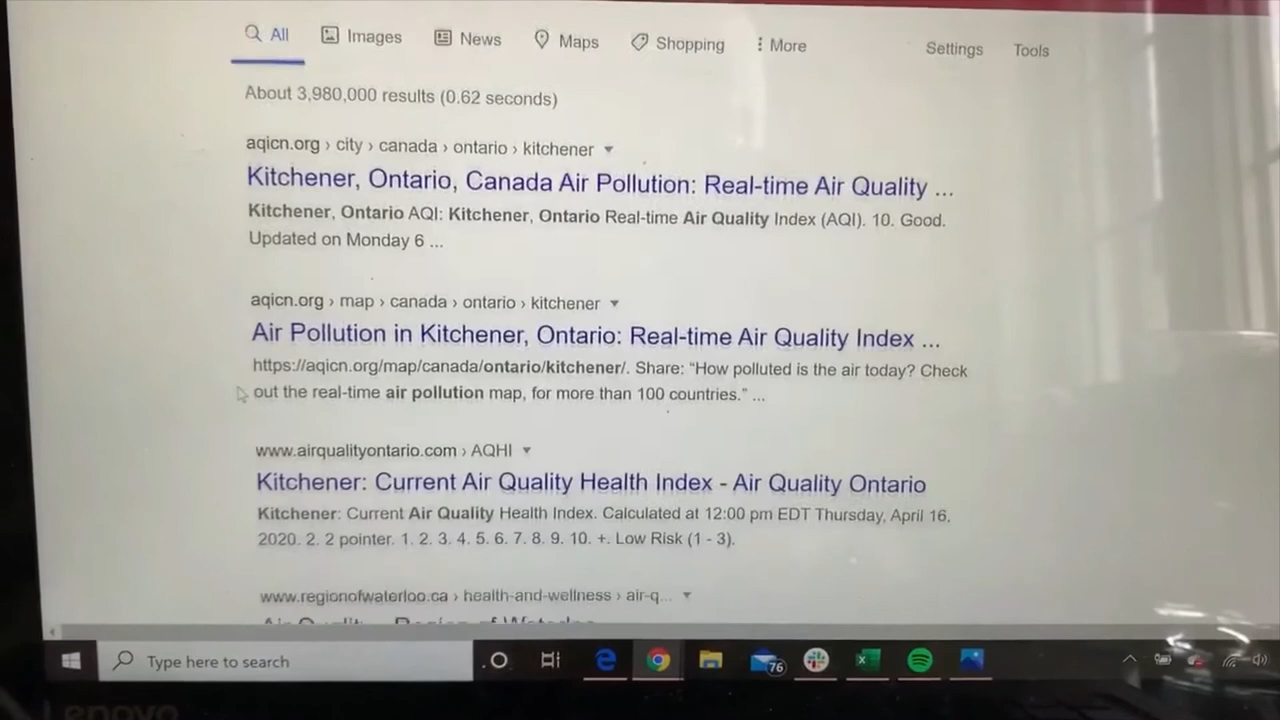 All Images News Maps Shopping More Settings Tools
About 3,980,000 results (0.62 seconds)
aqicn.org › city › canada › ontario › kitchener
Kitchener, Ontario, Canada Air Pollution: Real-time Air Quality ...
Kitchener, Ontario AQI: Kitchener, Ontario Real-time Air Quality Index (AQI). 10. Good.
Updated on Monday 6 ...
aqicn.org › map › canada › ontario › kitchener
Air Pollution in Kitchener, Ontario: Real-time Air Quality Index ...
https://aqicn.org/map/canada/ontario/kitchener/. Share: “How polluted is the air today? Check
out the real-time air pollution map, for more than 100 countries.” ...
www.airqualityontario.com › AQHI
Kitchener: Current Air Quality Health Index - Air Quality Ontario
Kitchener: Current Air Quality Health Index. Calculated at 12:00 pm EDT Thursday, April 16,
2020. 2. 2 pointer. 1. 2. 3. 4. 5. 6. 7. 8. 9. 10. +. Low Risk (1 - 3).
www.regionofwaterloo.ca › health-and-wellness › air-q...
Type here to search
76
Lenovo